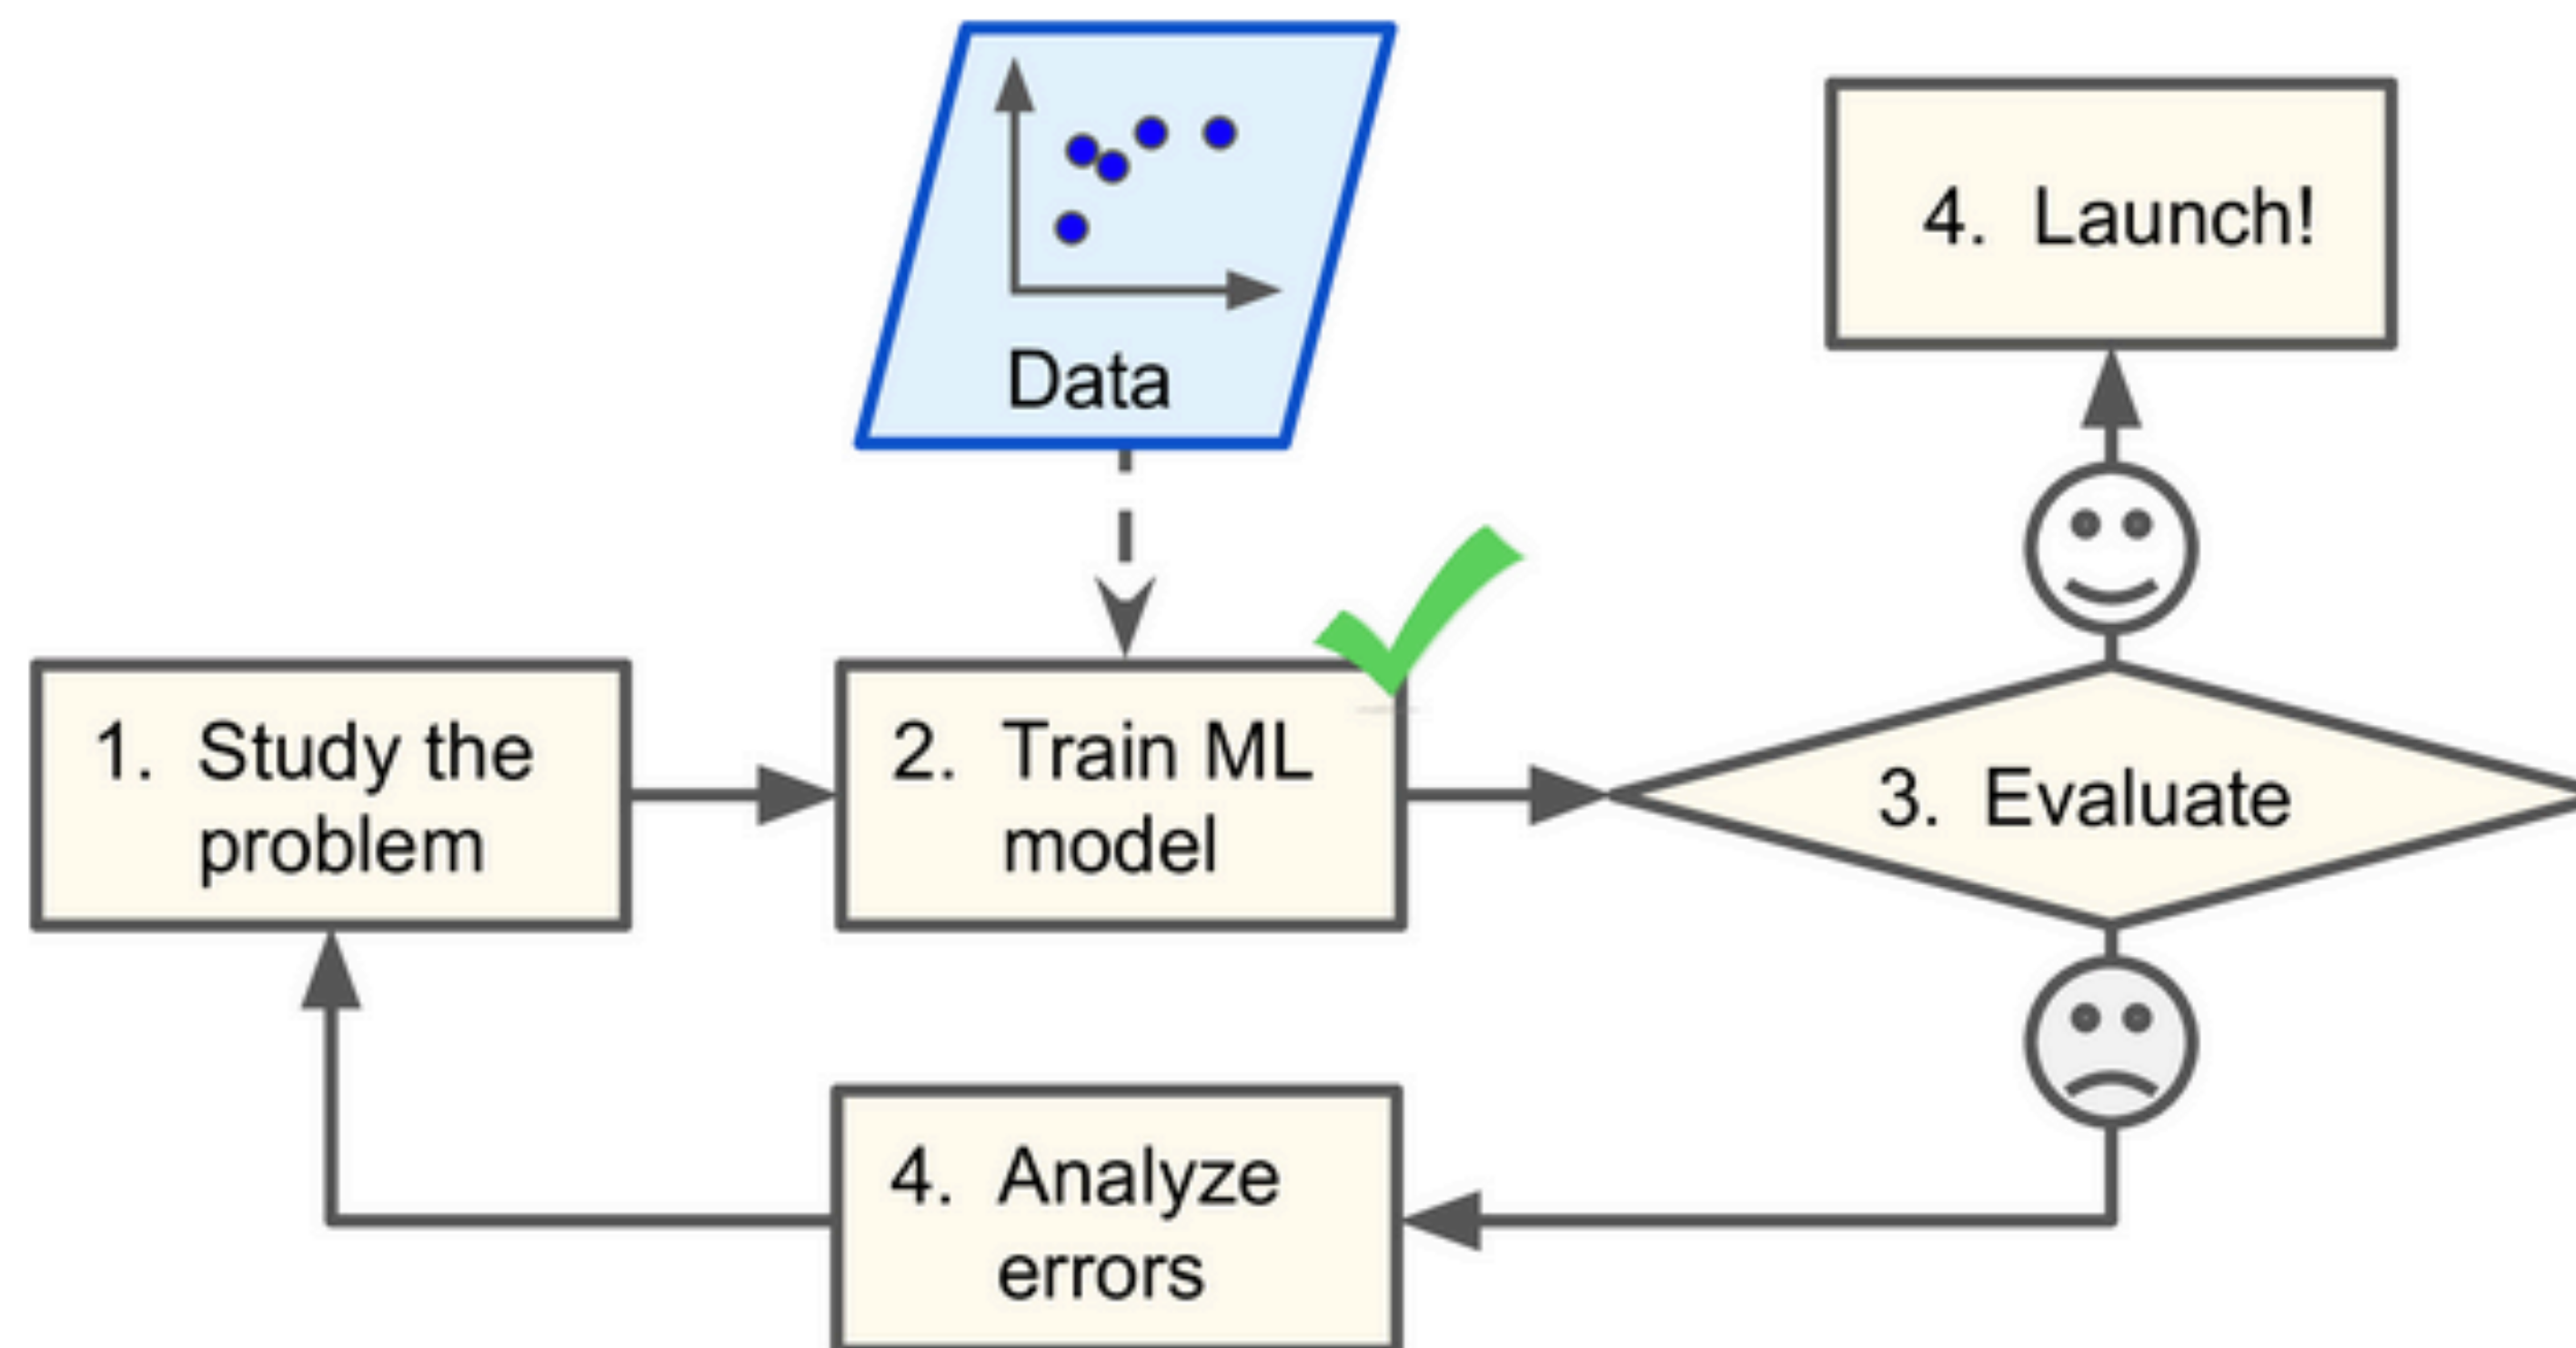 Data
4. Launch!
1. Study the
problem
2. Train ML
model
3. Evaluate
4. Analyze
errors